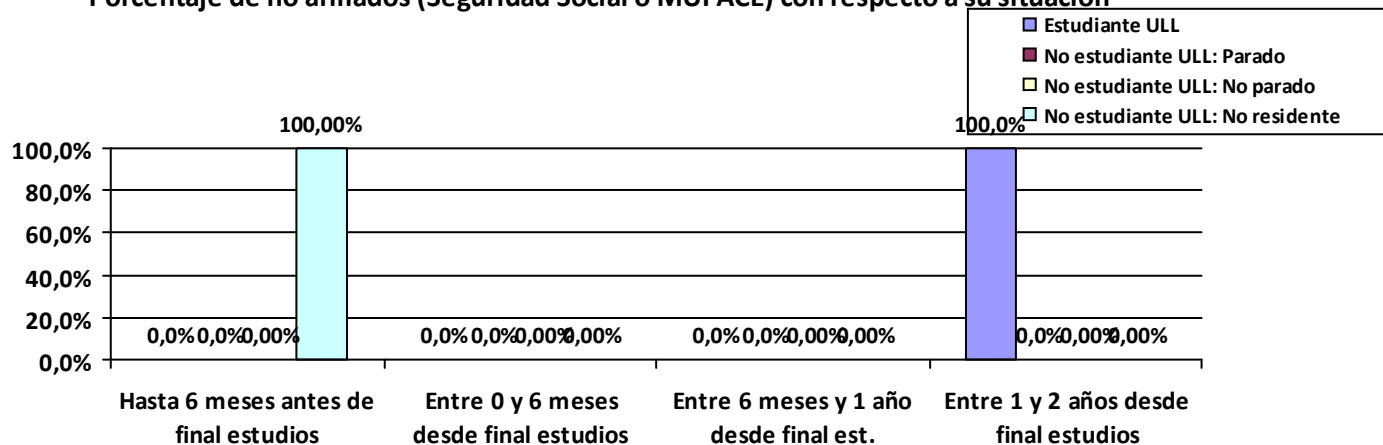 Porcentaje de no afiliados (Seguridad Social o MUFACE) con respecto a su situación
Estudiante ULL
No estudiante ULL: Parado
No estudiante ULL: No parado
No estudiante ULL: No residente
100,00%
100,0%
100,0%
80,0%
60,0%
40,0%
20,0%
0,0%
0,0% 0,0% 0,00%
0,0% 0,0% 0,00% 0,00%
0,0% 0,0% 0,00% 0,00%
0,0% 0,00% 0,00%
Hasta 6 meses antes de
final estudios
Entre 0 y 6 meses
desde final estudios
Entre 6 meses y 1 año
desde final est.
Entre 1 y 2 años desde
final estudios